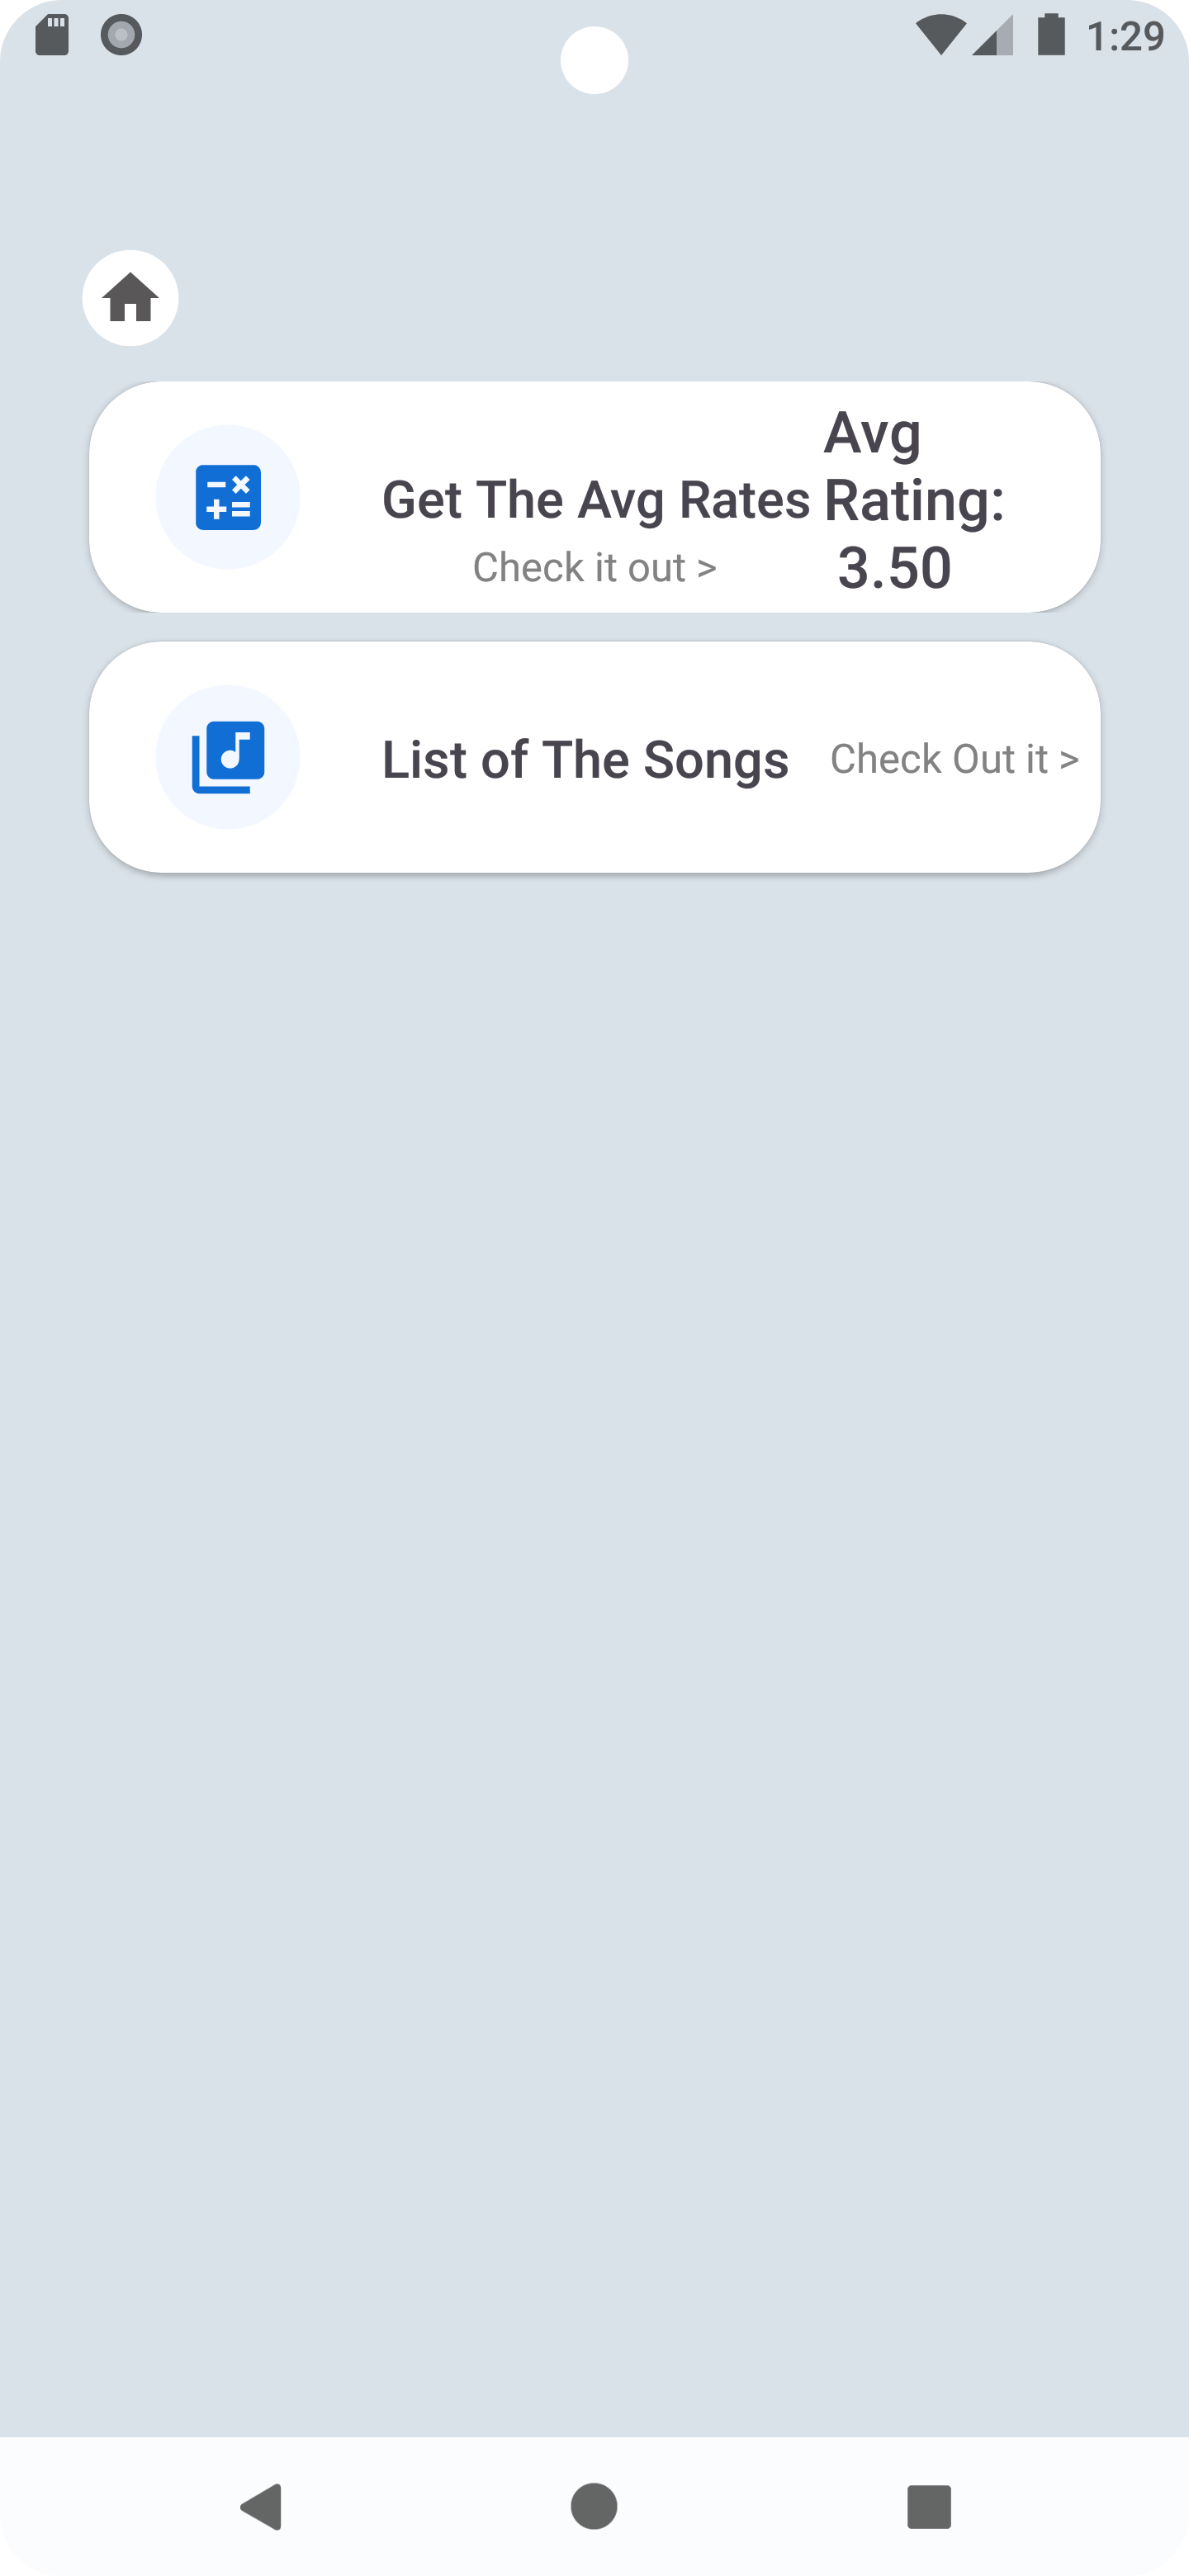 1:29
Get The Avg Rates
Check it out >
Avg
Rating:
3.50
List of The Songs
Check Out it >